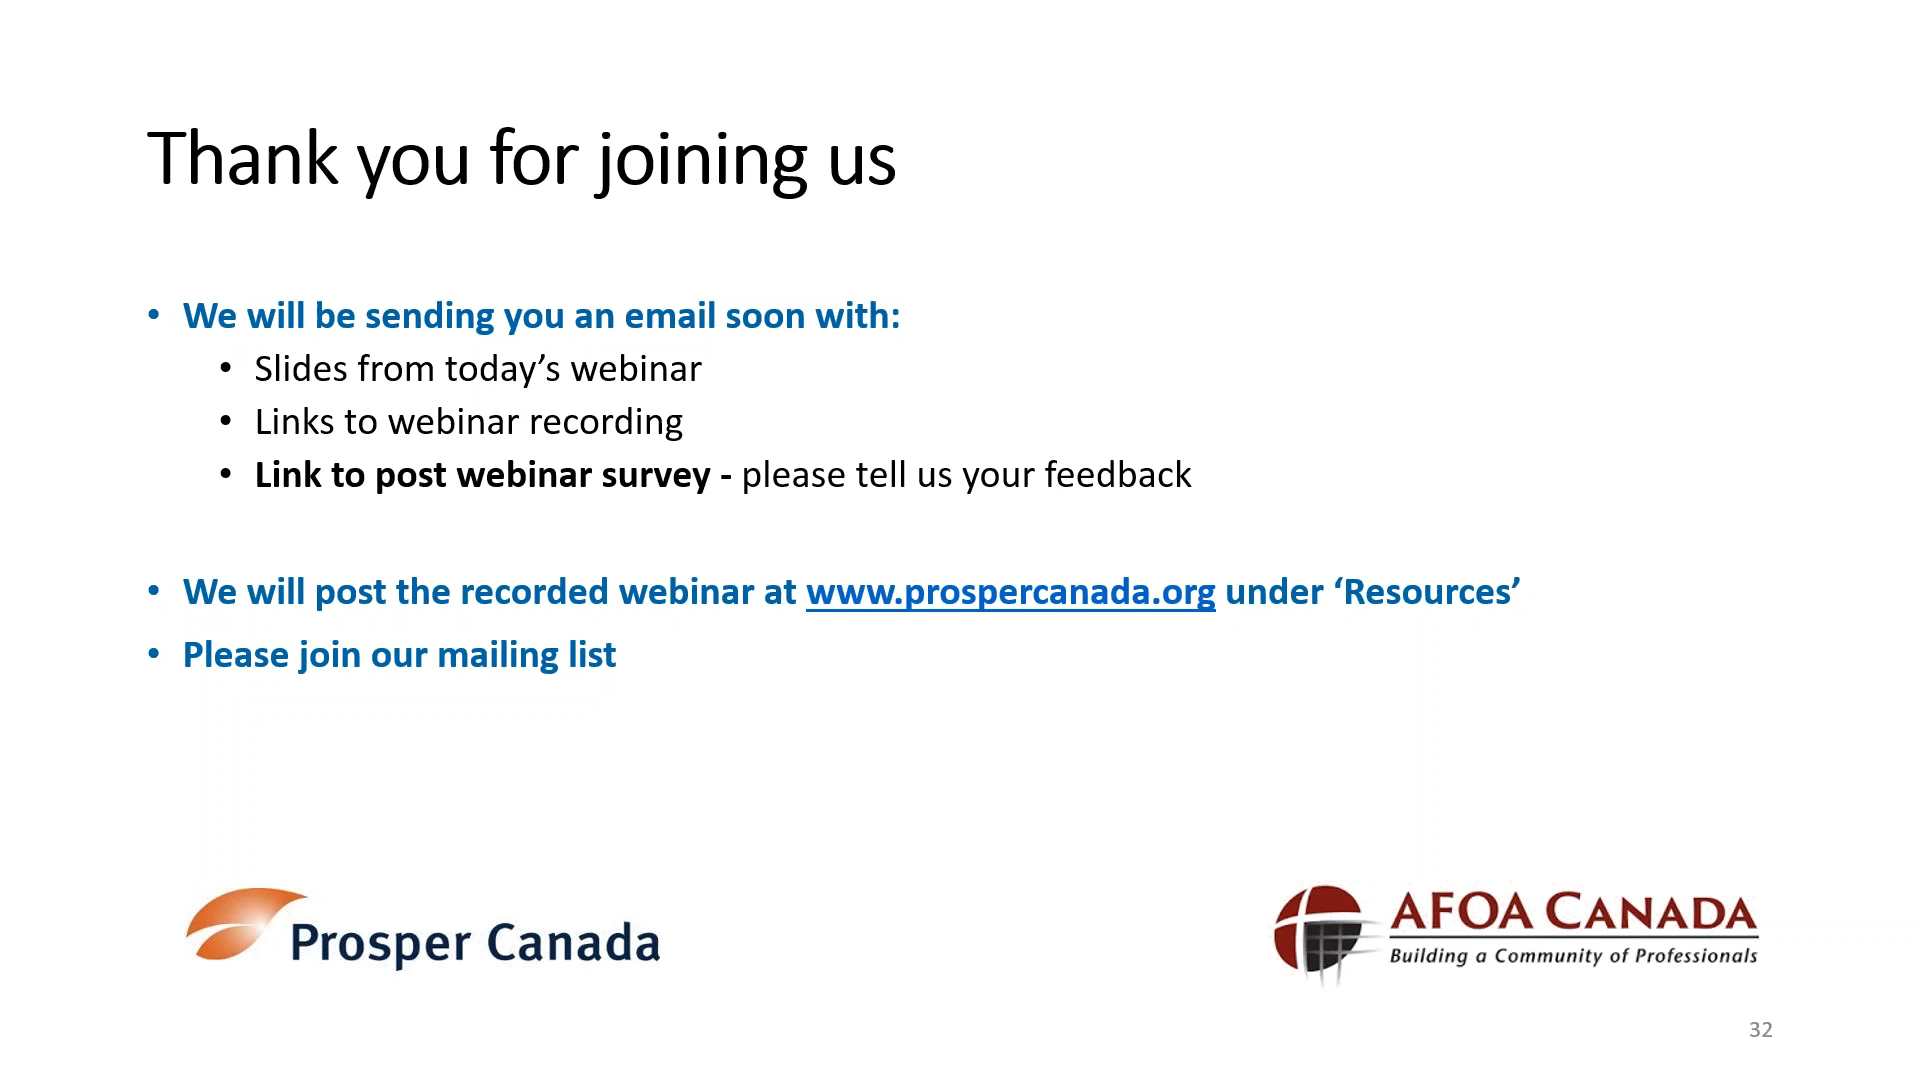 Thank you for joining us
• We will be sending you an email soon with:
• Slides from today’s webinar
• Links to webinar recording
• Link to post webinar survey - please tell us your feedback
• We will post the recorded webinar at www.prospercanada.org under ‘Resources’
• Please join our mailing list
Prosper Canada
AFOA CANADA
Building a Community of Professionals
32